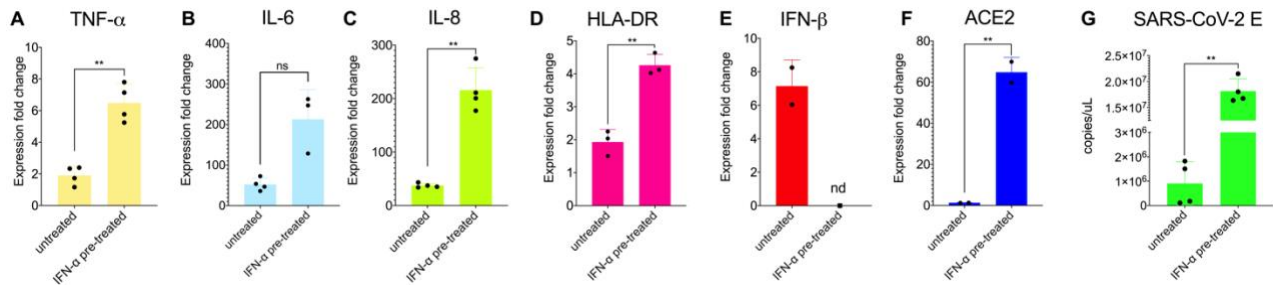 A TNF-α
Expression fold change
10
8
6
4
2
0
**
untreated
IFN-α pre-treated
B IL-6
Expression fold change
400
300
200
100
0
ns
untreated
IFN-α pre-treated
C IL-8
Expression fold change
300
200
100
0
**
untreated
IFN-α pre-treated
D HLA-DR
Expression fold change
5
4
3
2
1
0
**
untreated
IFN-α pre-treated
E IFN-β
Expression fold change
10
8
6
4
2
0
nd
untreated
IFN-α pre-treated
F ACE2
Expression fold change
80
60
40
20
0
**
untreated
IFN-α pre-treated
G SARS-CoV-2 E
copies/uL
2.5×10⁷
2.0×10⁷
1.5×10⁷
3×10⁶
2×10⁶
1×10⁶
0
**
untreated
IFN-α pre-treated